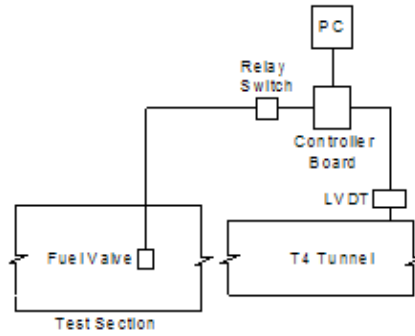 PC
Relay
Switch
Controller
Board
LVDT
Fuel Valve
T4 Tunnel
Test Section